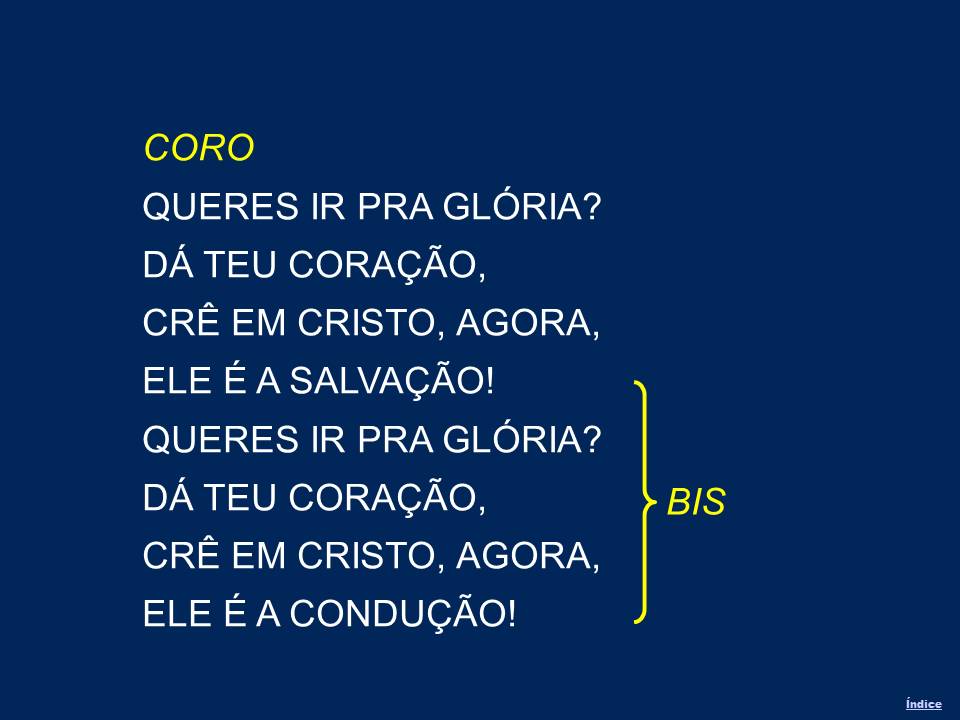 CORO
QUERES IR PRA GLÓRIA?
DÁ TEU CORAÇÃO,
CRÊ EM CRISTO, AGORA,
ELE É A SALVAÇÃO!
QUERES IR PRA GLÓRIA?
DÁ TEU CORAÇÃO,
CRÊ EM CRISTO, AGORA,
ELE É A CONDUÇÃO!
BIS
Índice